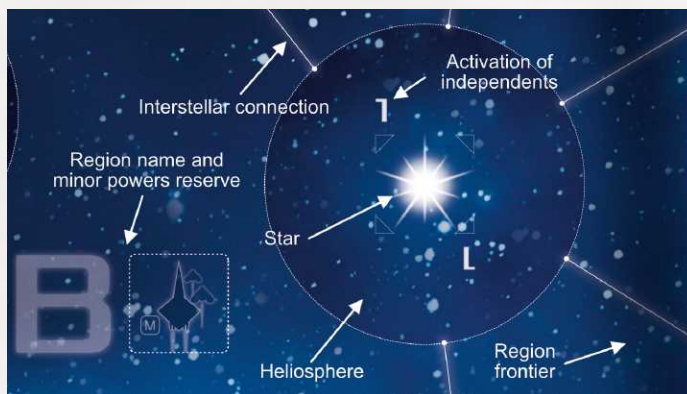 Activation of
independents
Interstellar connection
Region name and
minor powers reserve
Star
B
M
Heliosphere
Region
frontier